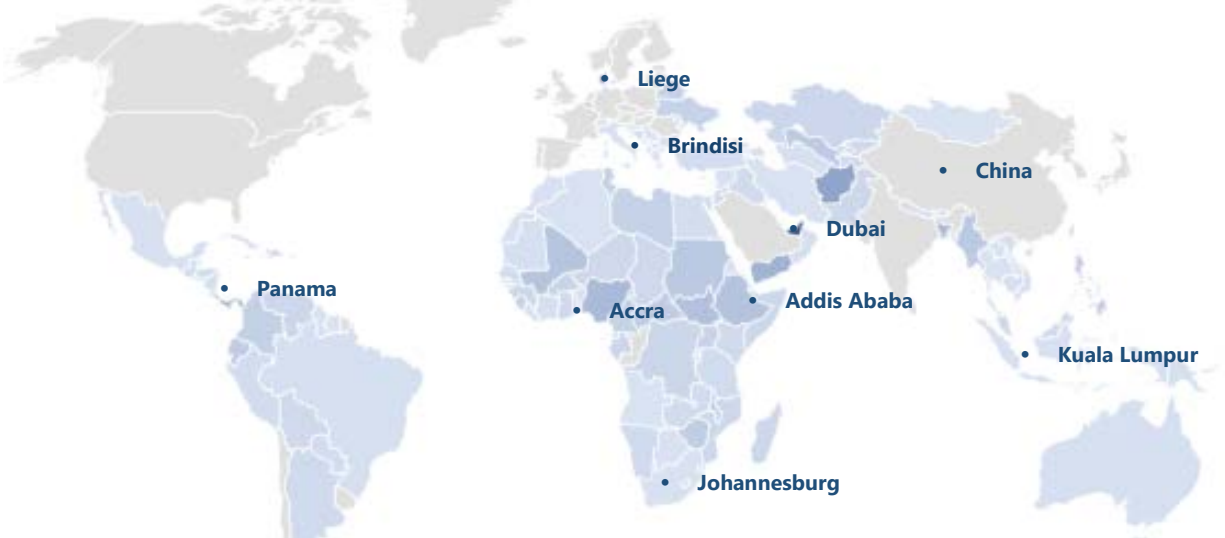 Liege
Brindisi
China
Dubai
Panama
Addis Ababa
Accra
Kuala Lumpur
Johannesburg